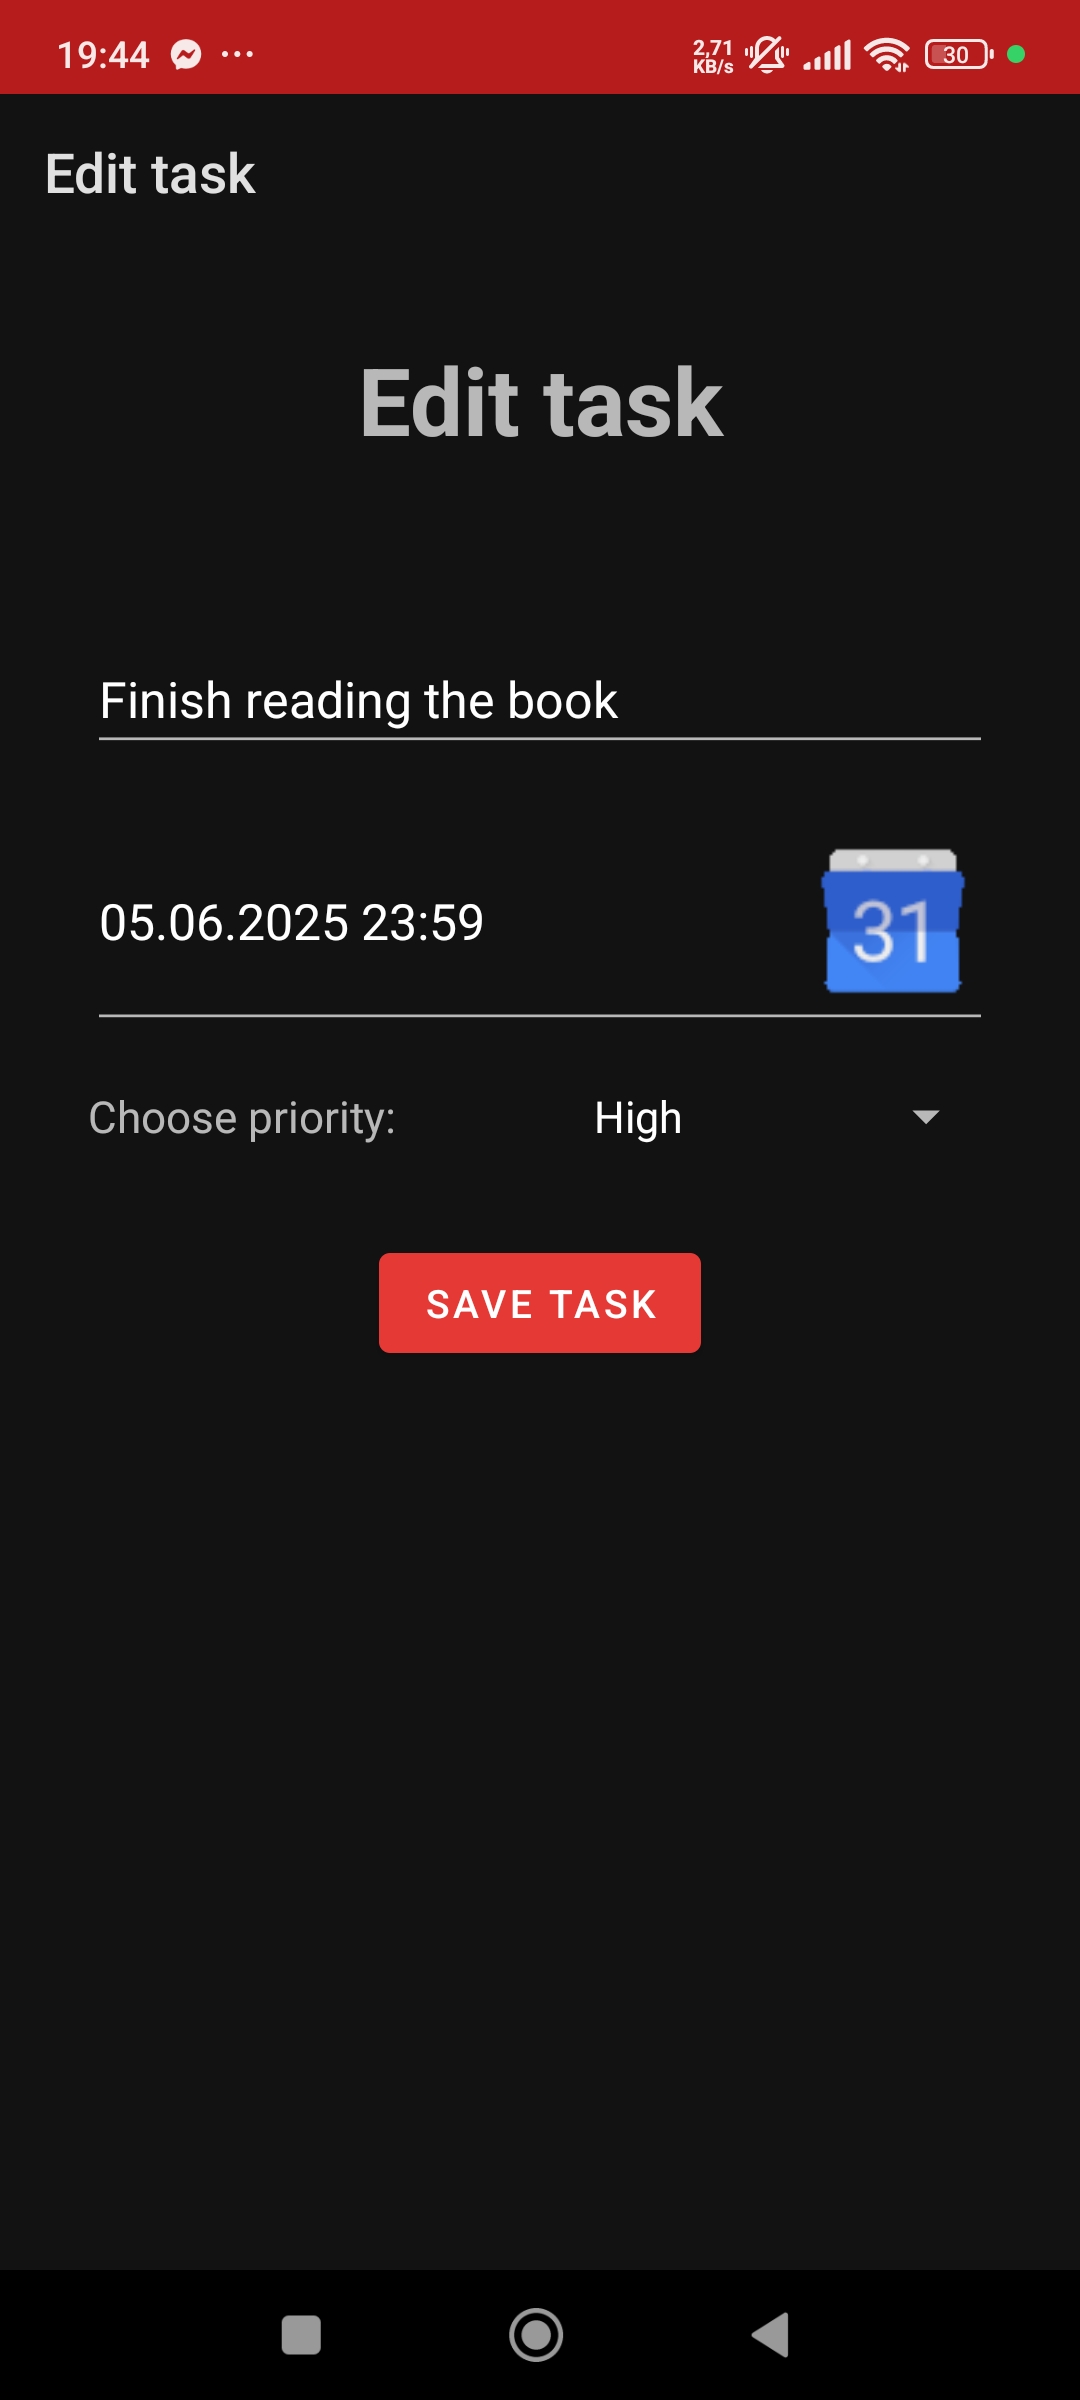 19:44 ... 2,71 KB/s 30
Edit task
Edit task
Finish reading the book
05.06.2025 23:59
31
Choose priority: High
SAVE TASK